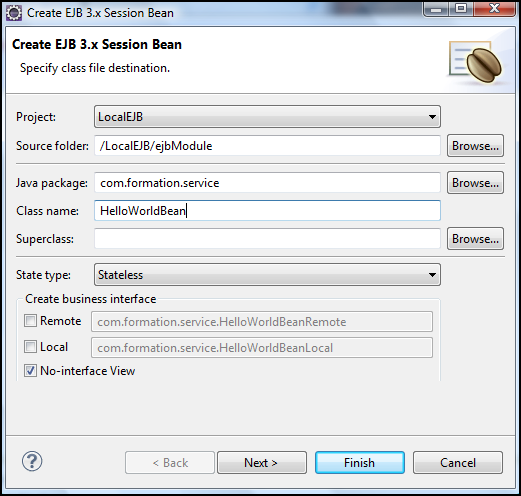 Create EJB 3.x Session Bean
Create EJB 3.x Session Bean
Specify class file destination.
Project: LocalEJB
Source folder: /LocalEJB/ejbModule Browse...
Java package: com.formation.service Browse...
Class name: HelloWorldBean
Superclass: Browse...
State type: Stateless
Create business interface
Remote com.formation.service.HelloWorldBeanRemote
Local com.formation.service.HelloWorldBeanLocal
No-interface View
? < Back Next > Finish Cancel